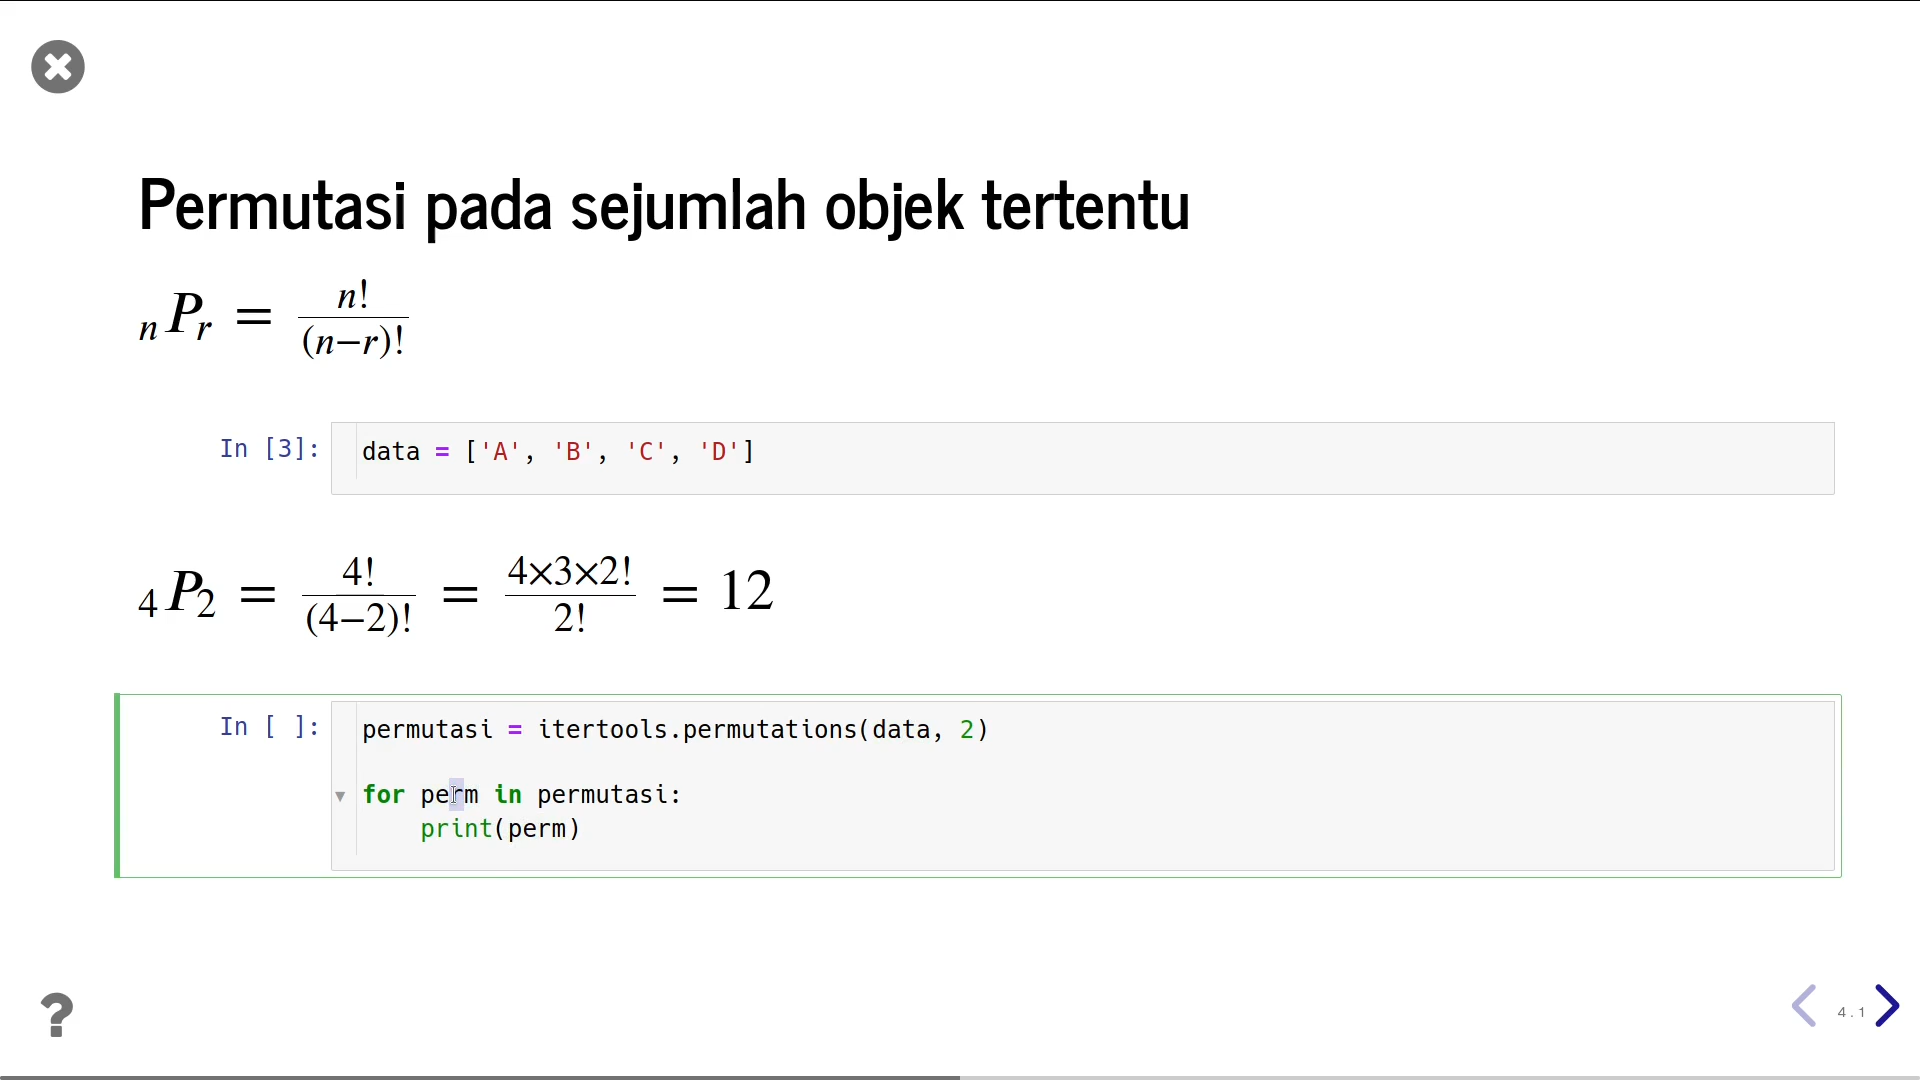 Permutasi pada sejumlah objek tertentu
nPr = n! / (n−r)!
In [3]: data = ['A', 'B', 'C', 'D']
4P2 = 4! / (4−2)! = 4×3×2! / 2! = 12
In [ ]: permutasi = itertools.permutations(data, 2)
for perm in permutasi:
print(perm)
?
4.1